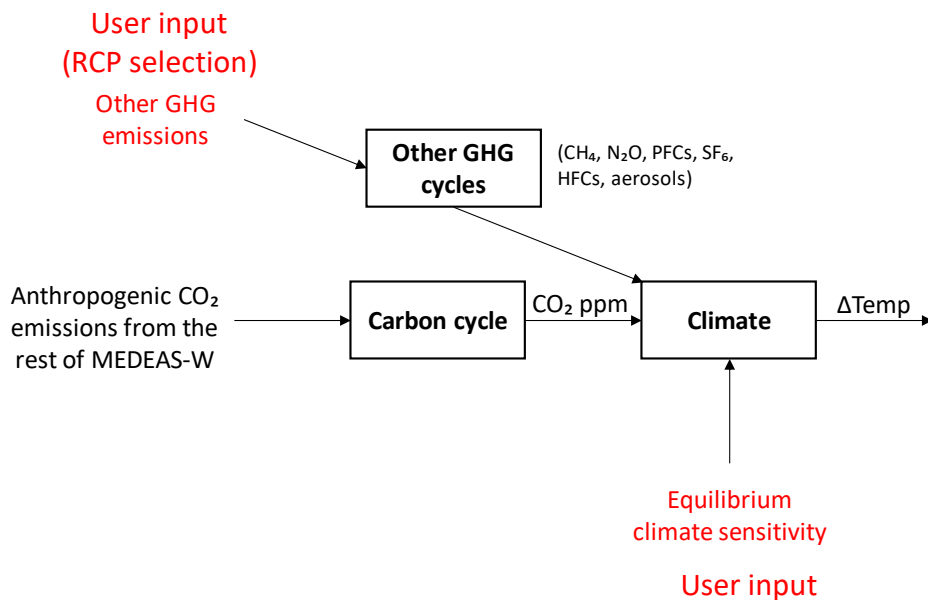 User input
(RCP selection)
Other GHG
emissions
Other GHG
cycles
(CH₄, N₂O, PFCs, SF₆,
HFCs, aerosols)
Anthropogenic CO₂
emissions from the
rest of MEDEAS-W
Carbon cycle
CO₂ ppm
Climate
ΔTemp
Equilibrium
climate sensitivity
User input